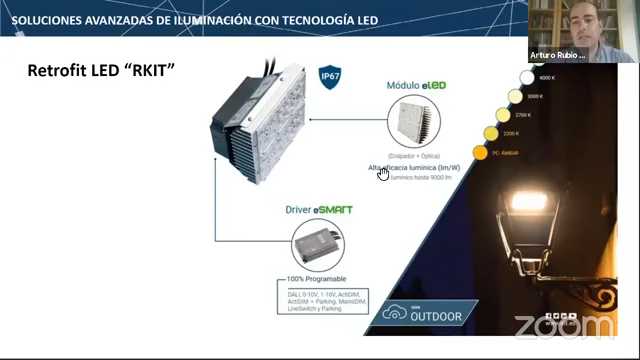 SOLUCIONES AVANZADAS DE ILUMINACIÓN CON TECNOLOGÍA LED
Arturo Rubio ...
Retrofit LED “RKIT”
IP67
Módulo eLED
(Disipador + Óptica)
Alta eficacia lumínica (lm/W)
lumínico hasta 9000 lm
4000 K
3000 K
2700 K
2200 K
PC- ÁMBAR
Driver eSMART
100% Programable
DALI, 0-10V, 1-10V, ActiDIM,
ActiDIM + Parking, MainsDIM,
LineSwitch y Parking
OUTDOOR
zoom